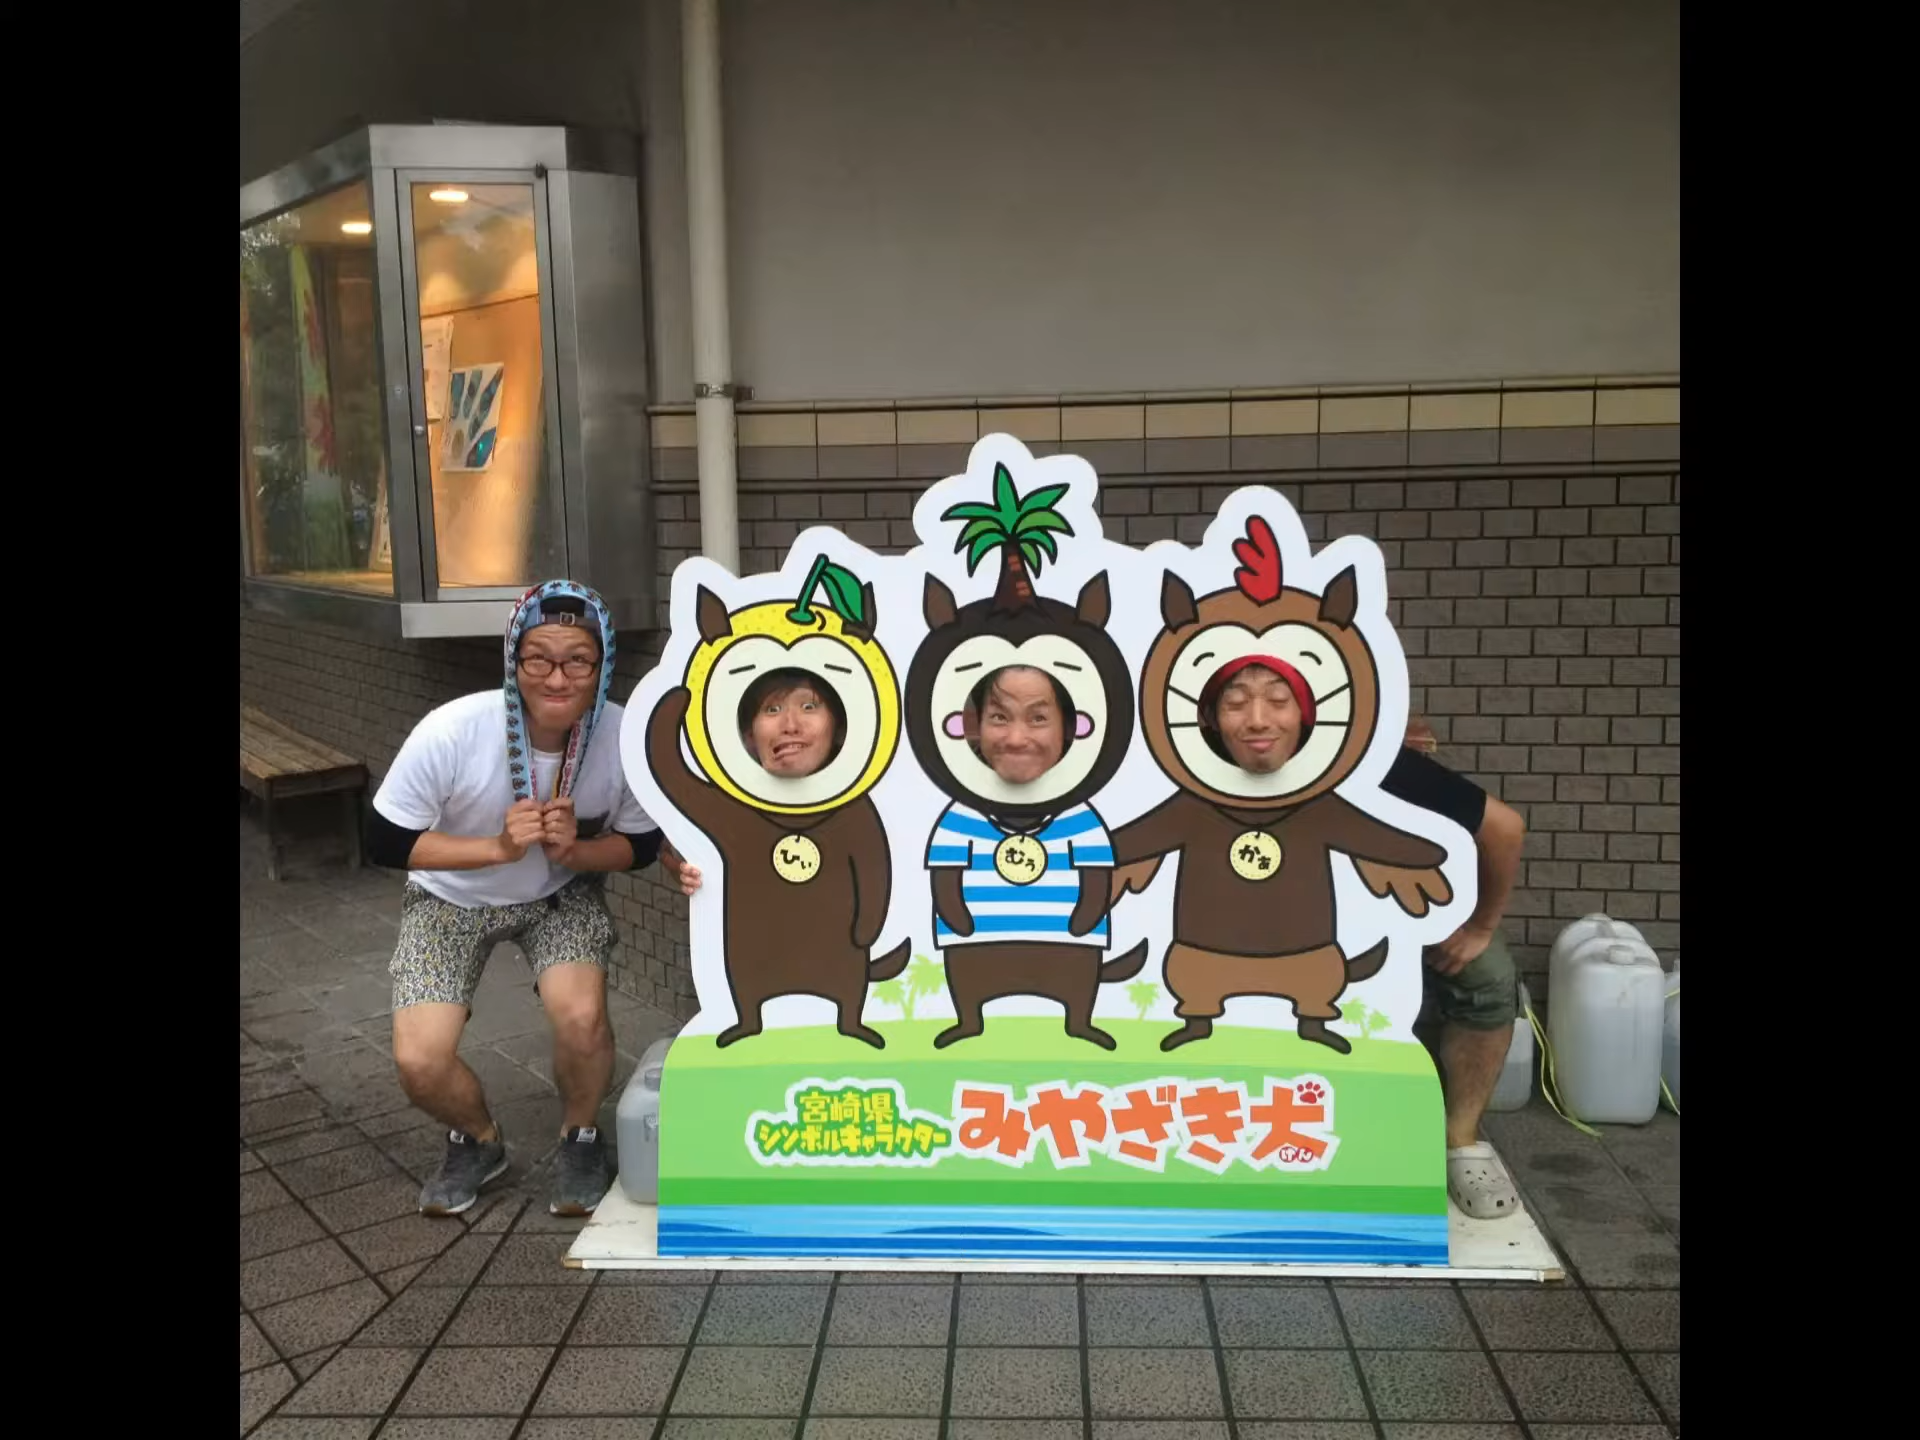 ひぃ
むぅ
かぁ
宮崎県
シンボルキャラクター
みやざき犬
けん